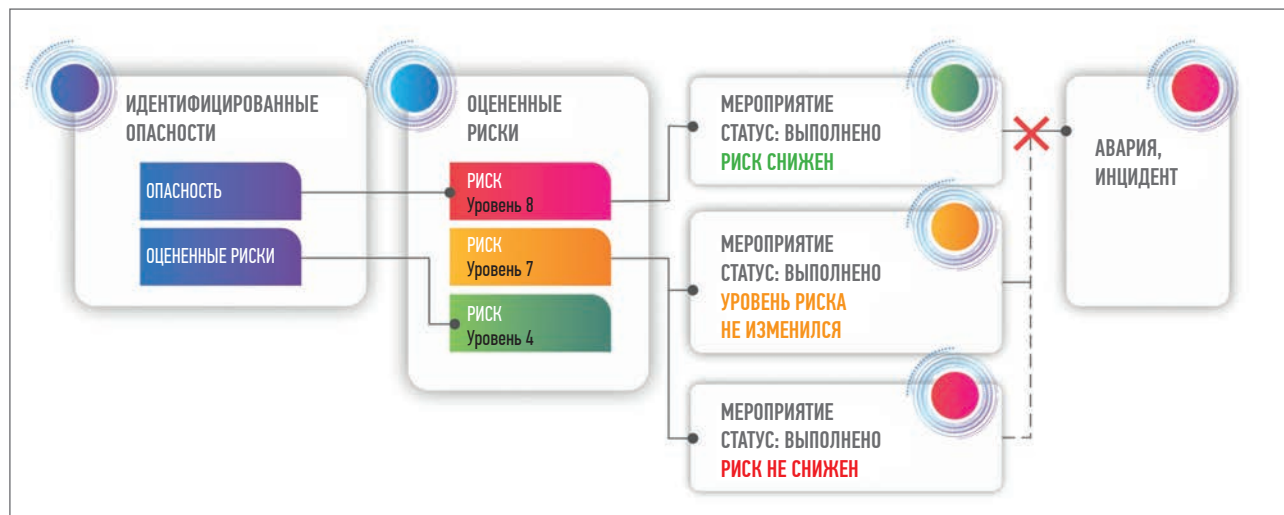 ИДЕНТИФИЦИРОВАННЫЕ
ОПАСНОСТИ
ОПАСНОСТЬ
ОЦЕНЕННЫЕ РИСКИ
ОЦЕНЕННЫЕ
РИСКИ
РИСК
Уровень 8
РИСК
Уровень 7
РИСК
Уровень 4
МЕРОПРИЯТИЕ
СТАТУС: ВЫПОЛНЕНО
РИСК СНИЖЕН
МЕРОПРИЯТИЕ
СТАТУС: ВЫПОЛНЕНО
УРОВЕНЬ РИСКА
НЕ ИЗМЕНИЛСЯ
МЕРОПРИЯТИЕ
СТАТУС: ВЫПОЛНЕНО
РИСК НЕ СНИЖЕН
АВАРИЯ,
ИНЦИДЕНТ